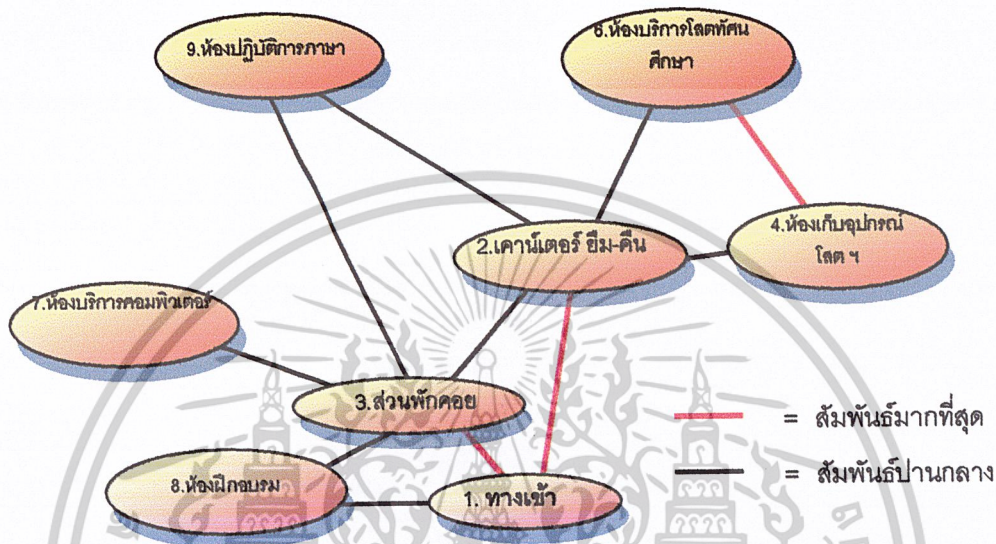 9.ห้องปฏิบัติการภาษา
6.ห้องบริการโสตทัศน
ศึกษา
2.เคาน์เตอร์ ยืม-คืน
4.ห้องเก็บอุปกรณ์
โสต ฯ
7.ห้องบริการคอมพิวเตอร์
3.ส่วนพักคอย
= สัมพันธ์มากที่สุด
= สัมพันธ์ปานกลาง
8.ห้องฝึกอบรม
1. ทางเข้า